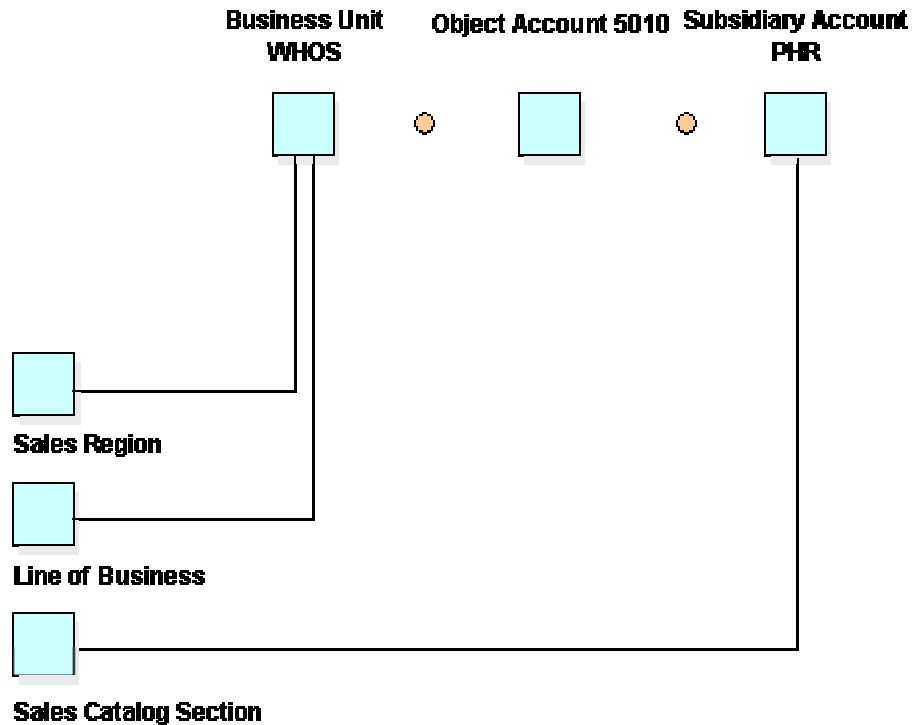 Business Unit
WHOS
Object Account 5010
Subsidiary Account
PHR
Sales Region
Line of Business
Sales Catalog Section